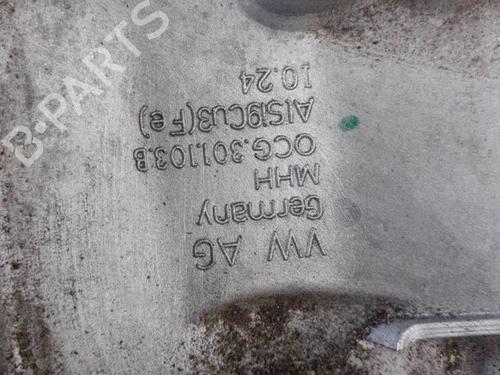 VW AG
Germany
MHH
0CG.301.103.B
AlSi9Cu3(Fe)
10.24
B-PARTS